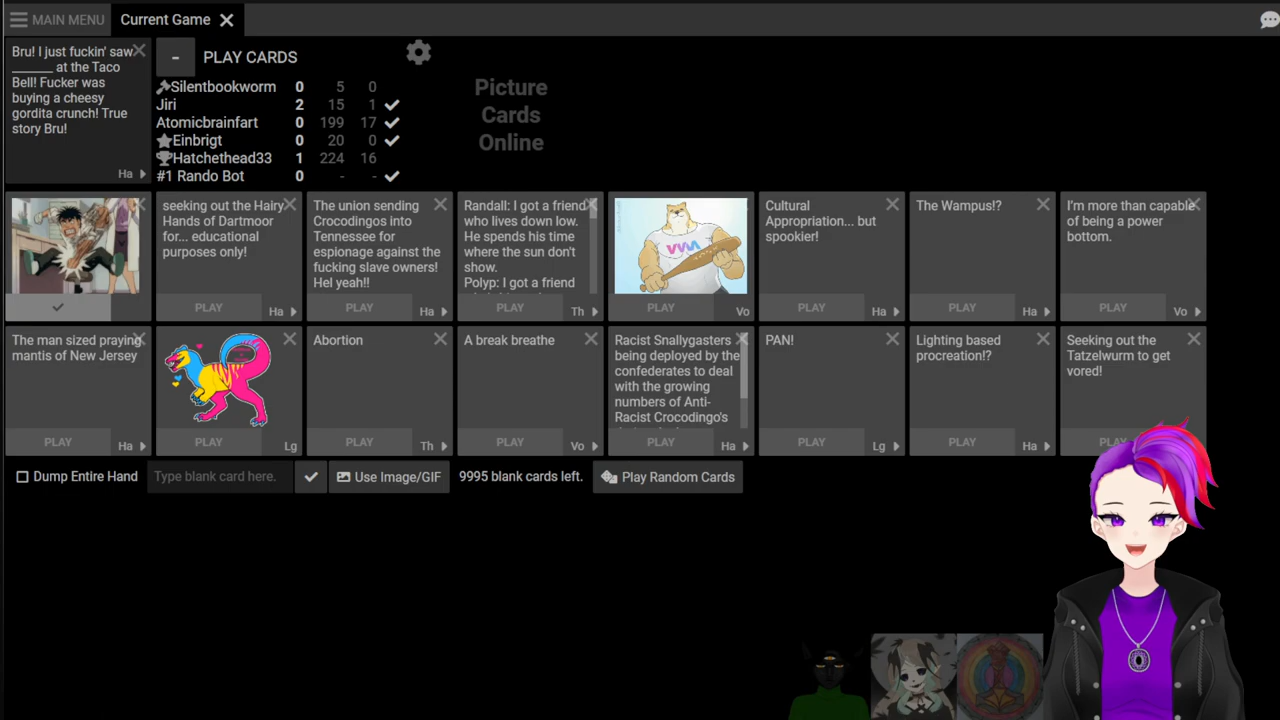 MAIN MENU
Current Game
Bru! I just fuckin' saw
______ at the Taco
Bell! Fucker was
buying a cheesy
gordita crunch! True
story Bru!
Ha
-
PLAY CARDS
Silentbookworm 0 5 0
Jiri 2 15 1
Atomicbrainfart 0 199 17
Einbrigt 0 20 0
Hatchethead33 1 224 16
#1 Rando Bot 0 - -
Picture
Cards
Online
seeking out the Hairy
Hands of Dartmoor
for... educational
purposes only!
PLAY
Ha
The union sending
Crocodingos into
Tennessee for
espionage against the
fucking slave owners!
Hel yeah!!
PLAY
Ha
Randall: I got a friend
who lives down low.
He spends his time
where the sun don't
show.
Polyp: I got a friend
PLAY
Th
PLAY
Vo
Cultural
Appropriation... but
spookier!
PLAY
Ha
The Wampus!?
PLAY
Ha
I'm more than capable
of being a power
bottom.
PLAY
Vo
The man sized praying
mantis of New Jersey
PLAY
Ha
PLAY
Lg
Abortion
PLAY
Th
A break breathe
PLAY
Vo
Racist Snallygasters
being deployed by the
confederates to deal
with the growing
numbers of Anti-
Racist Crocodingo's
PLAY
Ha
PAN!
PLAY
Lg
Lighting based
procreation!?
PLAY
Ha
Seeking out the
Tatzelwurm to get
vored!
PLAY
Dump Entire Hand
Type blank card here.
Use Image/GIF
9995 blank cards left.
Play Random Cards